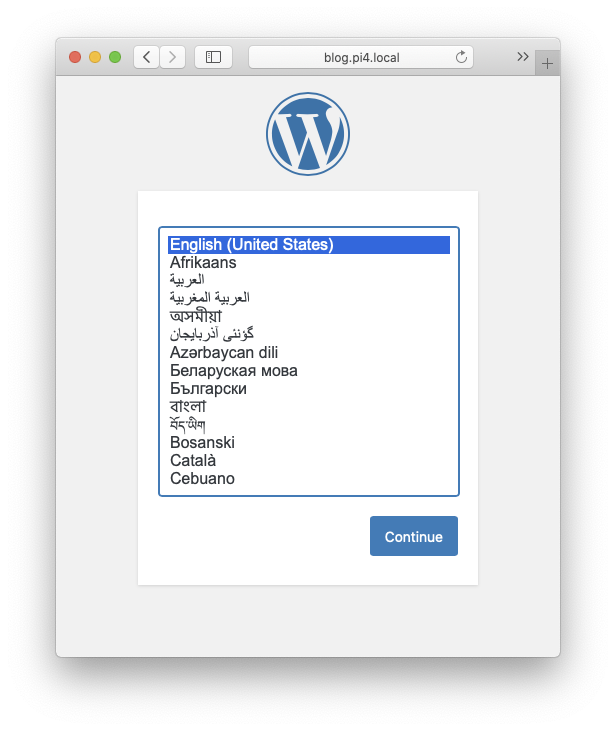 blog.pi4.local
English (United States)
Afrikaans
العربية
العربية المغربية
অসমীয়া
گؤنئی آذربایجان
Azərbaycan dili
Беларуская мова
Български
বাংলা
བོད་ཡིག
Bosanski
Català
Cebuano
Continue